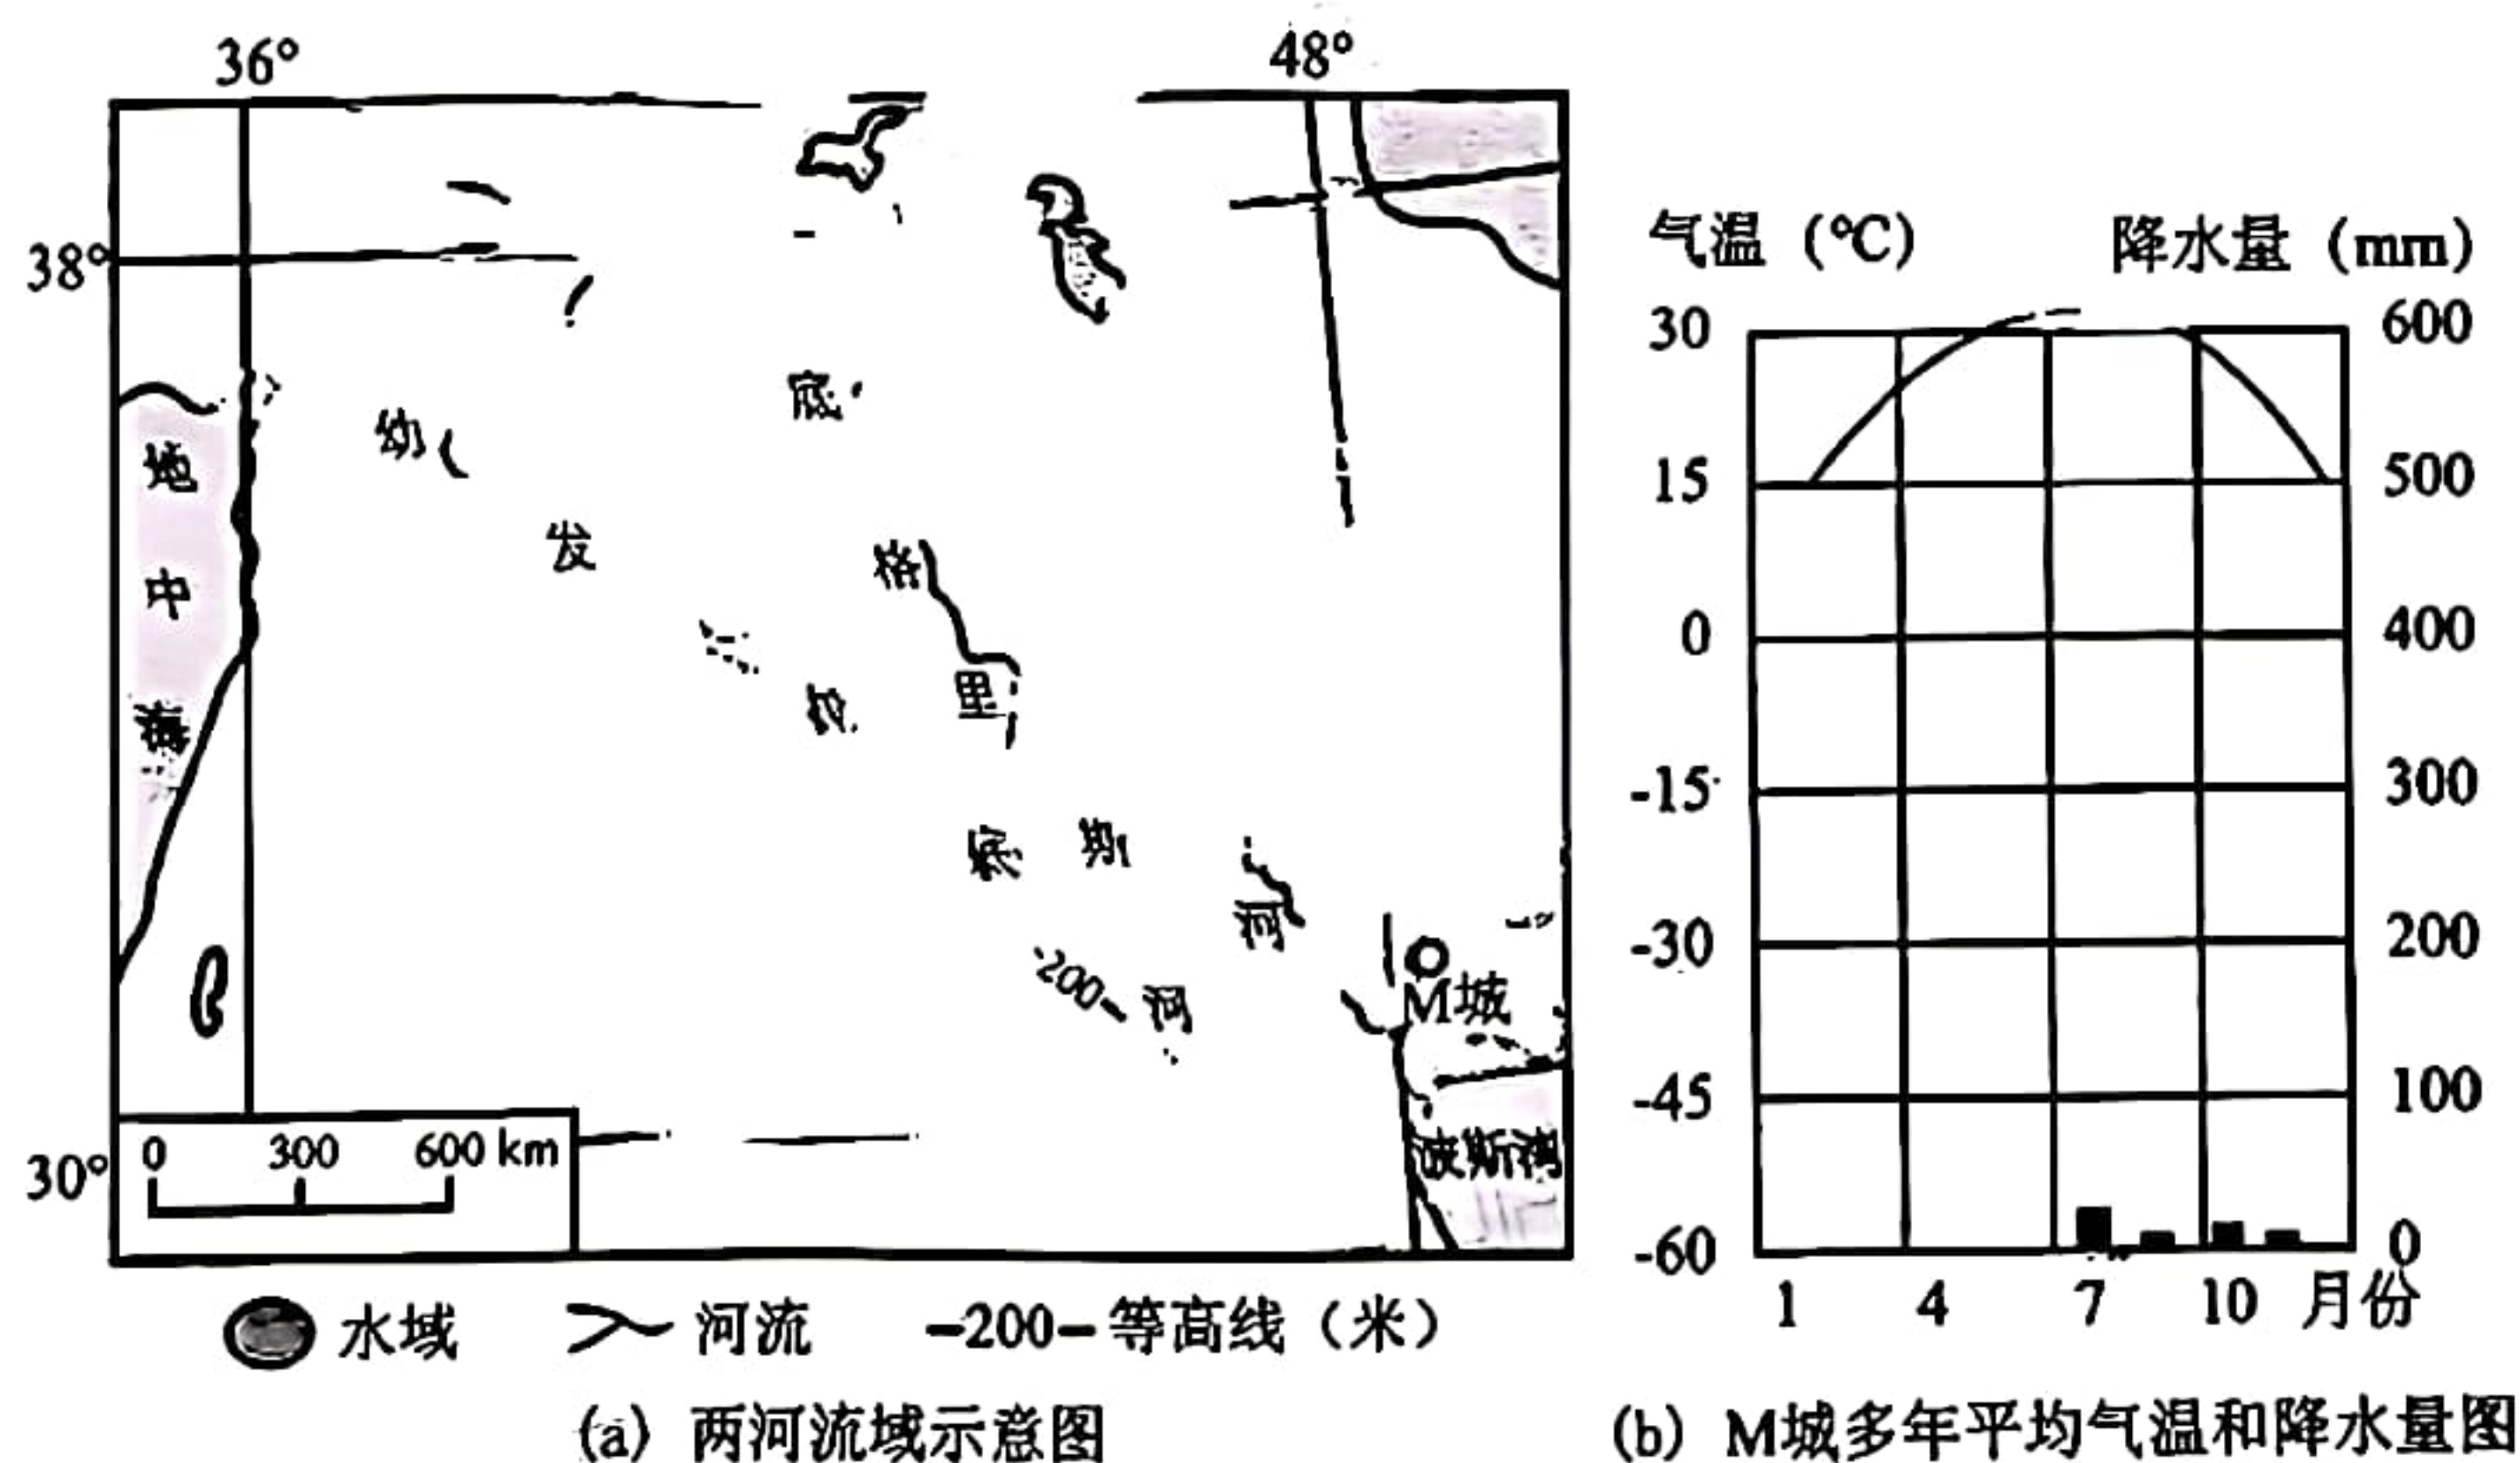 36° 48°
38°
30°
地
中
海
幼
发
拉
底
格
里
斯
河
河
-200-
M城
波斯湾
0 300 600 km
水域 河流 -200- 等高线（米）
(a) 两河流域示意图
气温（℃） 降水量（mm）
30 600
15 500
0 400
-15 300
-30 200
-45 100
-60 0
1 4 7 10 月份
(b) M城多年平均气温和降水量图